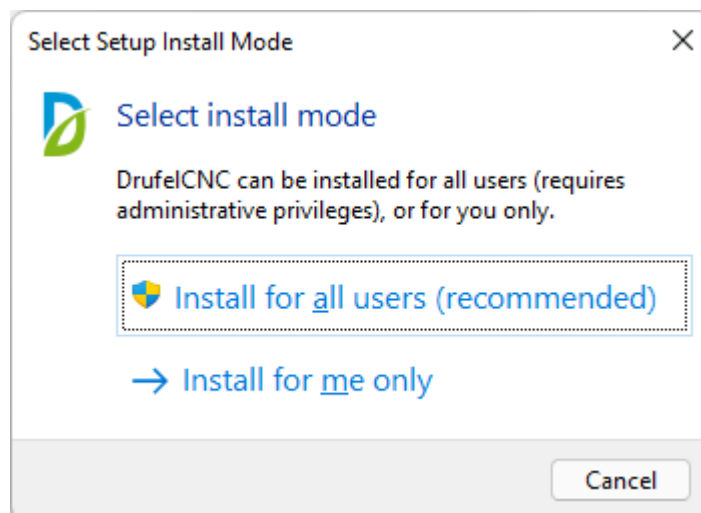 Select Setup Install Mode
Select install mode
DrufelCNC can be installed for all users (requires
administrative privileges), or for you only.
Install for all users (recommended)
Install for me only
Cancel